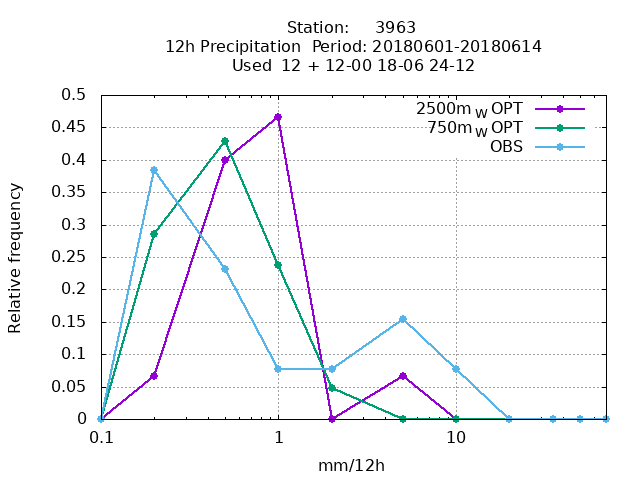 Station: 3963
12h Precipitation Period: 20180601-20180614
Used 12 + 12-00 18-06 24-12
0.5
0.45
0.4
0.35
0.3
0.25
0.2
0.15
0.1
0.05
0
Relative frequency
2500m W OPT
750m W OPT
OBS
0.1 1 10
mm/12h